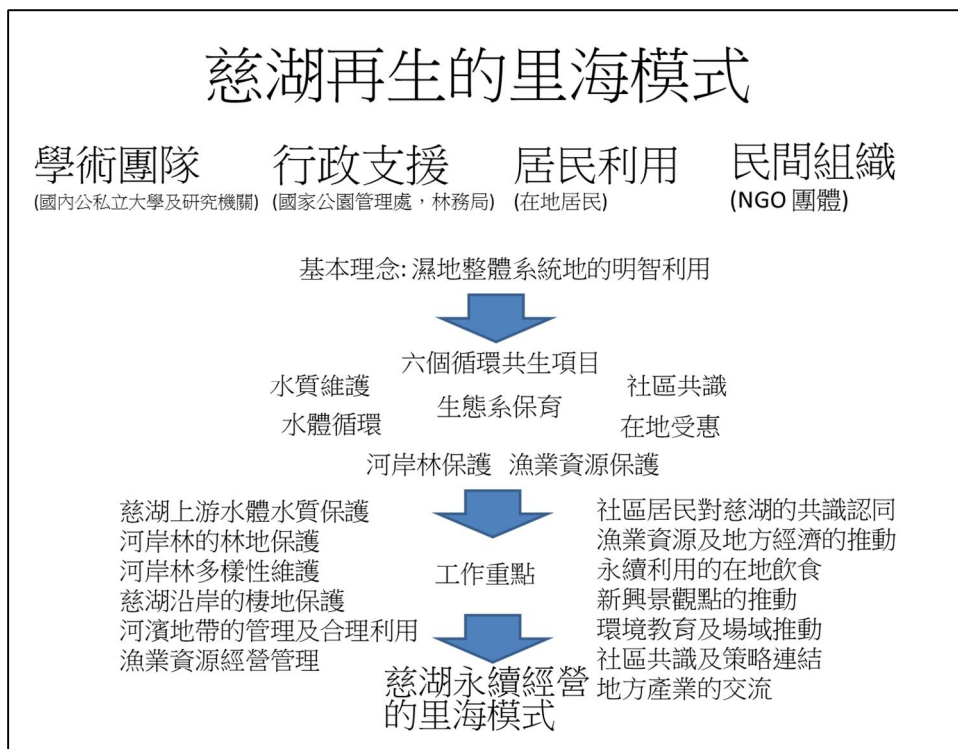 慈湖再生的里海模式
學術團隊
(國內公私立大學及研究機關)
行政支援
(國家公園管理處,林務局)
居民利用
(在地居民)
民間組織
(NGO 團體)
基本理念: 濕地整體系統地的明智利用
六個循環共生項目
水質維護
生態系保育
社區共識
水體循環
在地受惠
河岸林保護
漁業資源保護
慈湖上游水體水質保護
河岸林的林地保護
河岸林多樣性維護
慈湖沿岸的棲地保護
河濱地帶的管理及合理利用
漁業資源經營管理
工作重點
社區居民對慈湖的共識認同
漁業資源及地方經濟的推動
永續利用的在地飲食
新興景觀點的推動
環境教育及場域推動
社區共識及策略連結
地方產業的交流
慈湖永續經營
的里海模式